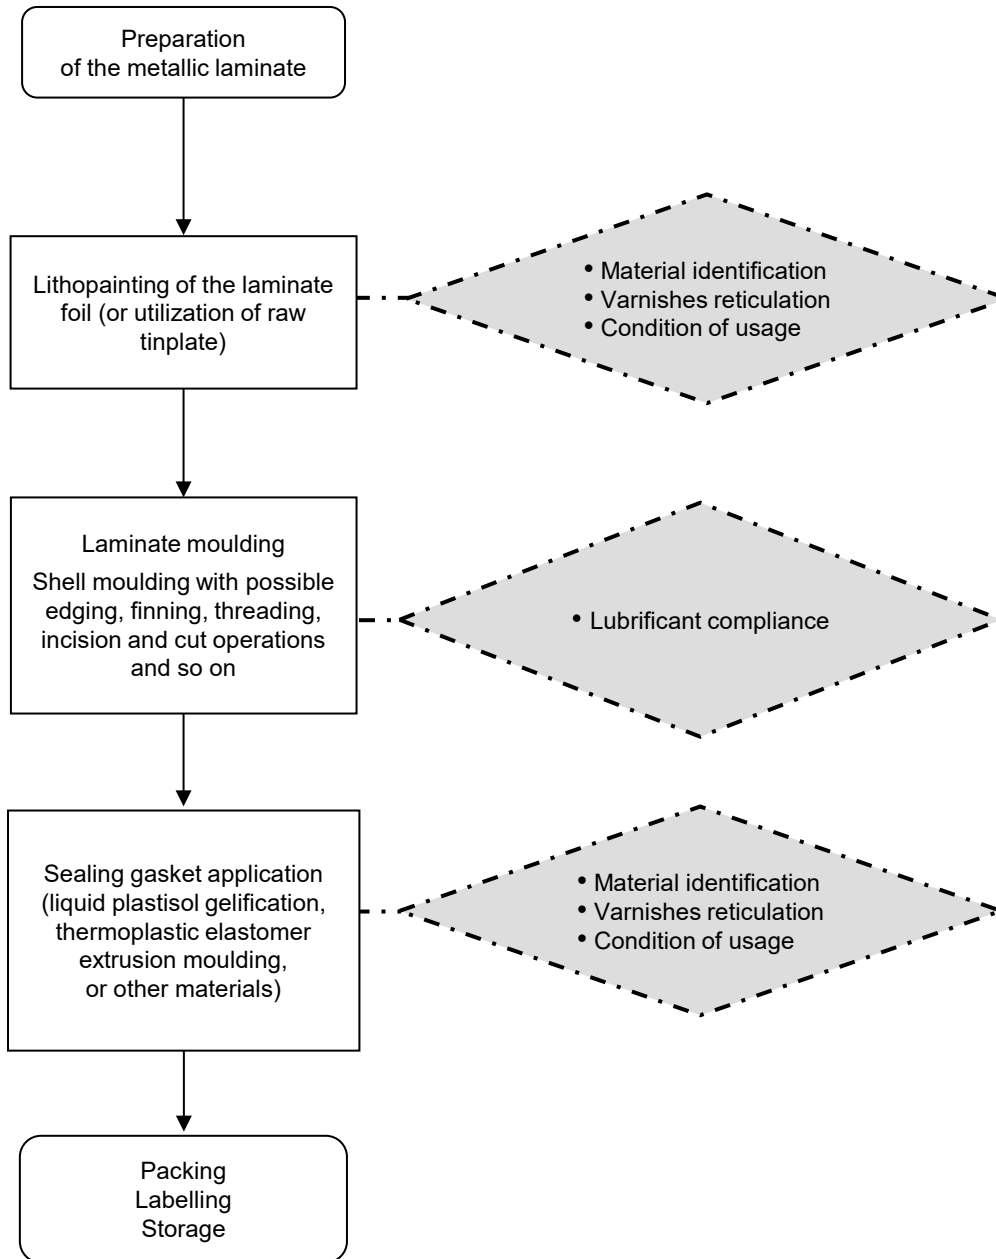 Preparation
of the metallic laminate
Lithopainting of the laminate
foil (or utilization of raw
tinplate)
• Material identification
• Varnishes reticulation
• Condition of usage
Laminate moulding
Shell moulding with possible
edging, finning, threading,
incision and cut operations
and so on
• Lubrificant compliance
Sealing gasket application
(liquid plastisol gelification,
thermoplastic elastomer
extrusion moulding,
or other materials)
• Material identification
• Varnishes reticulation
• Condition of usage
Packing
Labelling
Storage